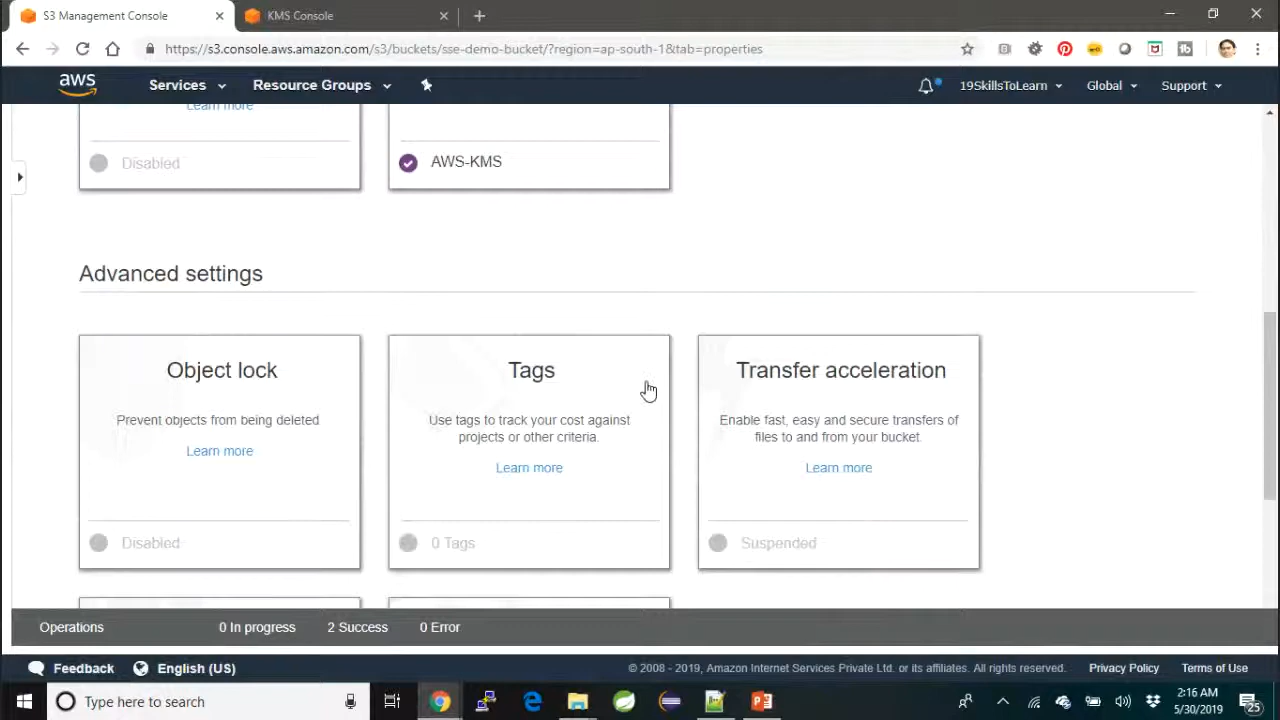 S3 Management Console
KMS Console
https://s3.console.aws.amazon.com/s3/buckets/sse-demo-bucket/?region=ap-south-1&tab=properties
aws
Services
Resource Groups
19SkillsToLearn
Global
Support
Learn more
Disabled
AWS-KMS
Advanced settings
Object lock
Prevent objects from being deleted
Learn more
Disabled
Tags
Use tags to track your cost against
projects or other criteria.
Learn more
0 Tags
Transfer acceleration
Enable fast, easy and secure transfers of
files to and from your bucket.
Learn more
Suspended
Operations
0 In progress
2 Success
0 Error
Feedback
English (US)
© 2008 - 2019, Amazon Internet Services Private Ltd. or its affiliates. All rights reserved.
Privacy Policy
Terms of Use
Type here to search
2:16 AM
5/30/2019
25